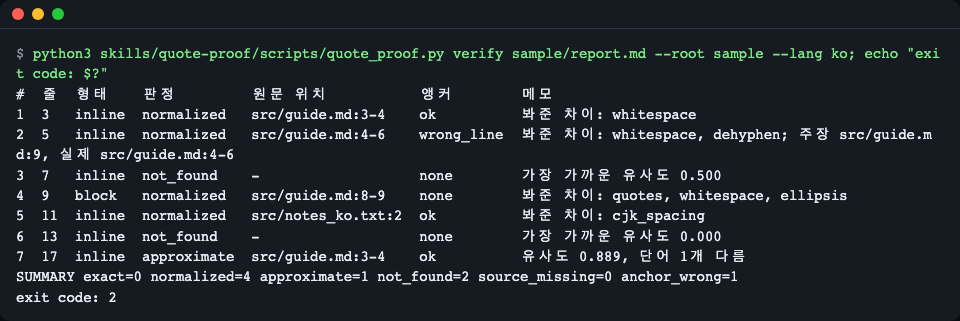 $ python3 skills/quote-proof/scripts/quote_proof.py verify sample/report.md --root sample --lang ko; echo "exi
t code: $?"
# 줄 형태 판정 원문 위치 앵커 메모
1 3 inline normalized src/guide.md:3-4 ok 봐준 차이: whitespace
2 5 inline normalized src/guide.md:4-6 wrong_line 봐준 차이: whitespace, dehyphen; 주장 src/guide.m
d:9, 실제 src/guide.md:4-6
3 7 inline not_found - none 가장 가까운 유사도 0.500
4 9 block normalized src/guide.md:8-9 none 봐준 차이: quotes, whitespace, ellipsis
5 11 inline normalized src/notes_ko.txt:2 ok 봐준 차이: cjk_spacing
6 13 inline not_found - none 가장 가까운 유사도 0.000
7 17 inline approximate src/guide.md:3-4 ok 유사도 0.889, 단어 1개 다름
SUMMARY exact=0 normalized=4 approximate=1 not_found=2 source_missing=0 anchor_wrong=1
exit code: 2